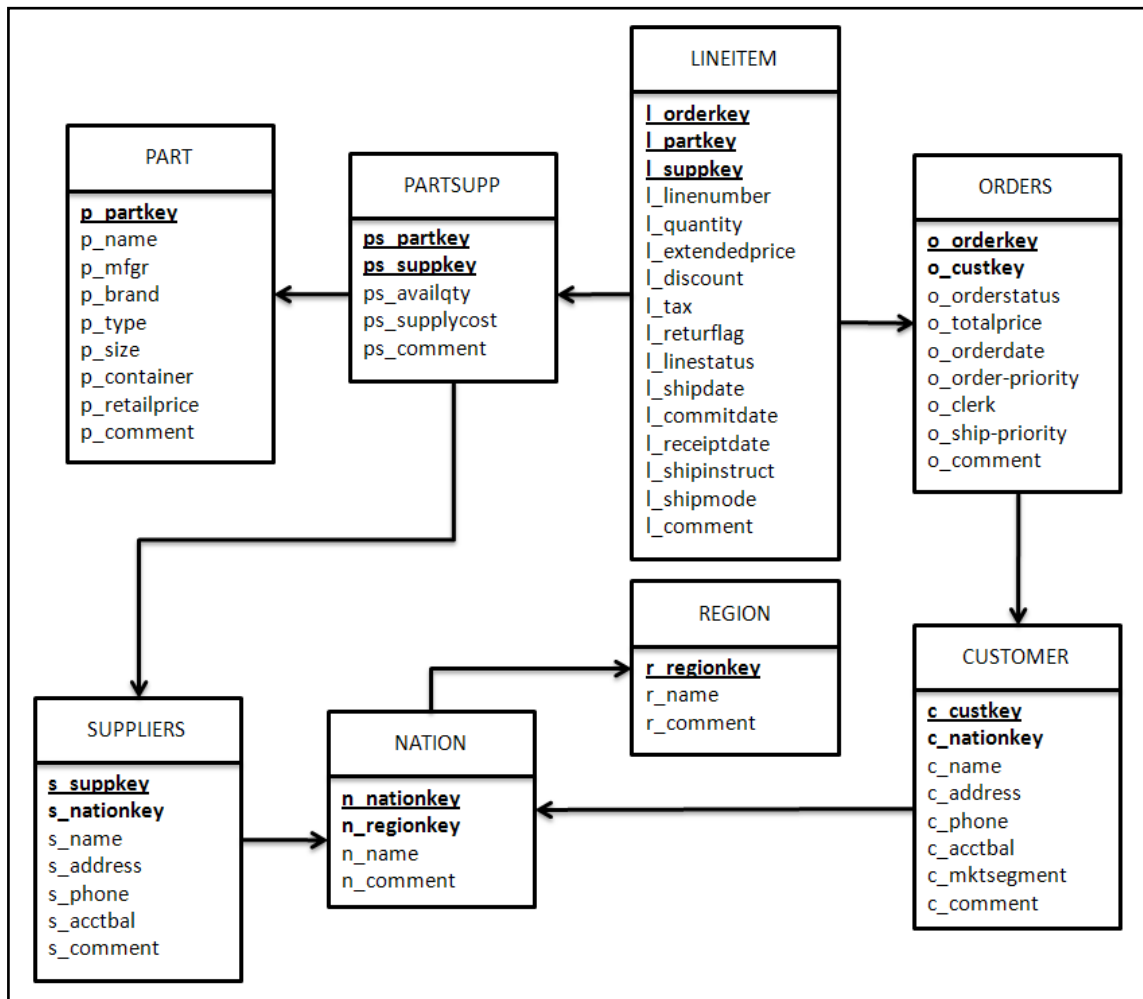 PART
p_partkey
p_name
p_mfgr
p_brand
p_type
p_size
p_container
p_retailprice
p_comment
PARTSUPP
ps_partkey
ps_suppkey
ps_availqty
ps_supplycost
ps_comment
LINEITEM
l_orderkey
l_partkey
l_suppkey
l_linenumber
l_quantity
l_extendedprice
l_discount
l_tax
l_returflag
l_linestatus
l_shipdate
l_commitdate
l_receiptdate
l_shipinstruct
l_shipmode
l_comment
ORDERS
o_orderkey
o_custkey
o_orderstatus
o_totalprice
o_orderdate
o_order-priority
o_clerk
o_ship-priority
o_comment
SUPPLIERS
s_suppkey
s_nationkey
s_name
s_address
s_phone
s_acctbal
s_comment
NATION
n_nationkey
n_regionkey
n_name
n_comment
REGION
r_regionkey
r_name
r_comment
CUSTOMER
c_custkey
c_nationkey
c_name
c_address
c_phone
c_acctbal
c_mktsegment
c_comment